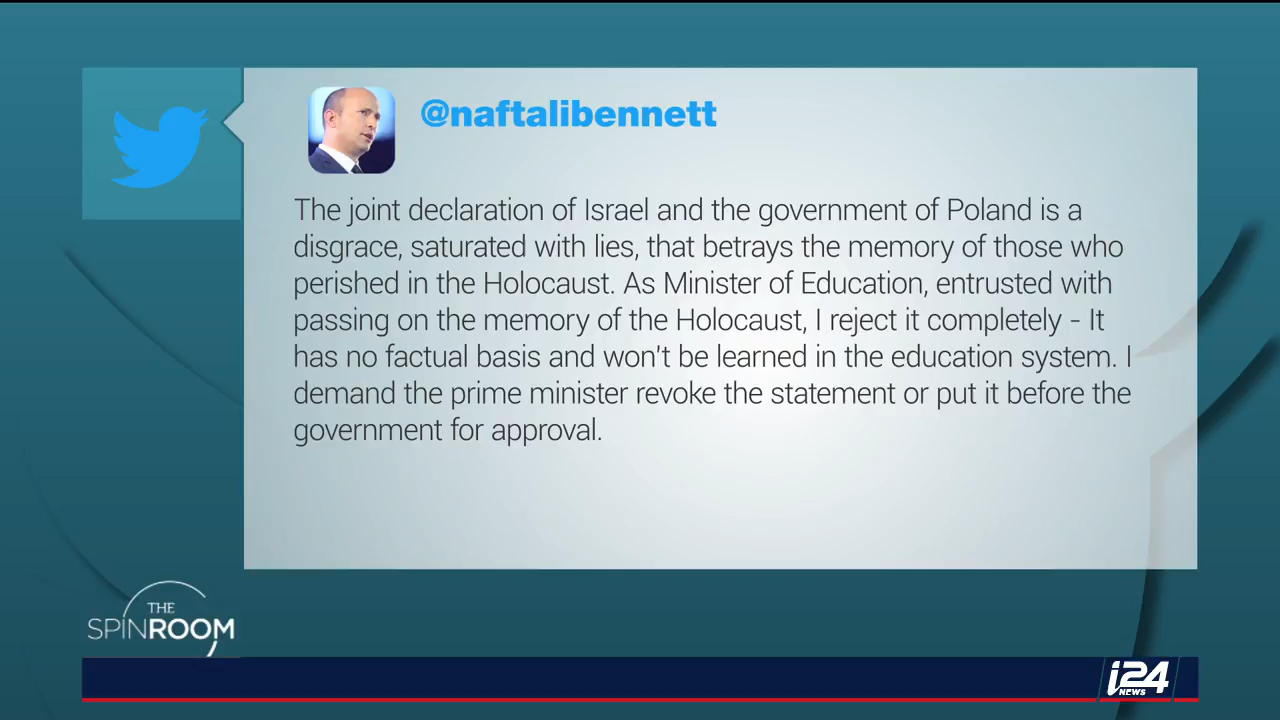 @naftalibennett
The joint declaration of Israel and the government of Poland is a
disgrace, saturated with lies, that betrays the memory of those who
perished in the Holocaust. As Minister of Education, entrusted with
passing on the memory of the Holocaust, I reject it completely - It
has no factual basis and won't be learned in the education system. I
demand the prime minister revoke the statement or put it before the
government for approval.
THE
SPINROOM
i24
NEWS